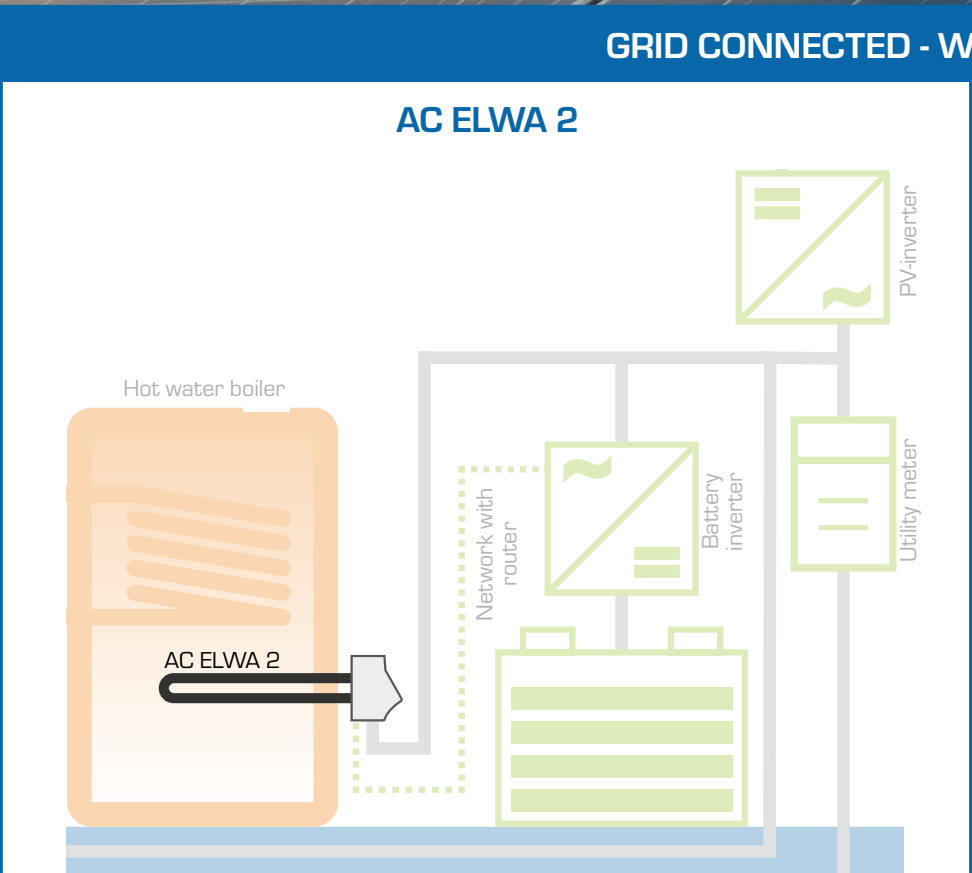 GRID CONNECTED - W
AC ELWA 2
PV-inverter
Hot water boiler
Network with
router
Battery
inverter
Utility meter
AC ELWA 2